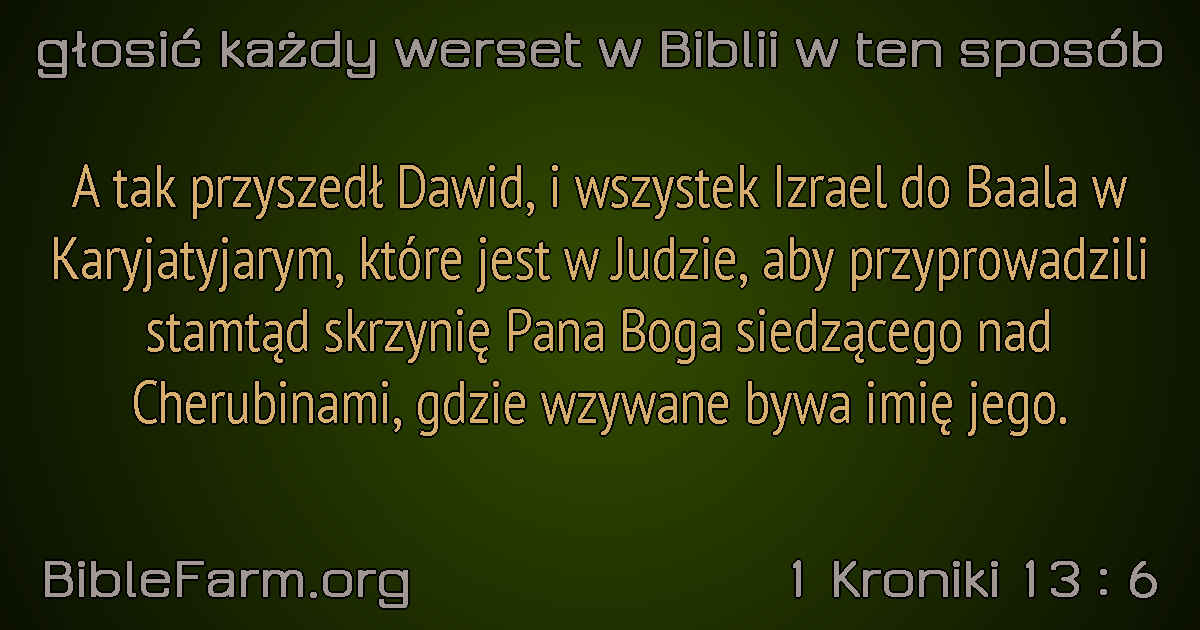 głosić każdy werset w Biblii w ten sposób
A tak przyszedł Dawid, i wszystek Izrael do Baala w
Karyjatyjarym, które jest w Judzie, aby przyprowadzili
stamtąd skrzynię Pana Boga siedzącego nad
Cherubinami, gdzie wzywane bywa imię jego.
BibleFarm.org
1 Kroniki 13 : 6